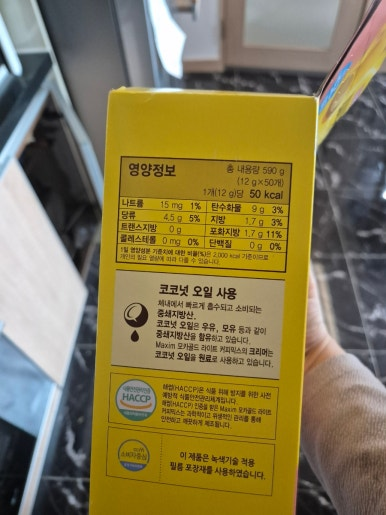 영양정보
총 내용량 590 g
(12 g×50개)
1개(12 g)당 50 kcal
나트륨 15 mg 1% 탄수화물 9 g 3%
당류 4.5 g 5% 지방 1.7 g 3%
트랜스지방 0 g 포화지방 1.7 g 11%
콜레스테롤 0 mg 0% 단백질 0 g 0%
1일 영양성분 기준치에 대한 비율(%)은 2,000 kcal 기준이므로
개인의 필요 열량에 따라 다를 수 있습니다.
코코넛 오일 사용
체내에서 빠르게 흡수되고 소비되는
중쇄지방산.
코코넛 오일은 우유, 모유 등과 같이
중쇄지방산을 함유하고 있습니다.
Maxim 모카골드 라이트 커피믹스의 크리머는
코코넛 오일을 원료로 사용하고 있습니다.
HACCP
해썹(HACCP)은 식품 위해 방지를 위한 사전
예방적 식품안전관리체계입니다.
해썹(HACCP) 인증을 받은 Maxim 모카골드 라이트
커피믹스는 과학적이고 위생적인 관리를 통해
안전하고 깨끗하게 제조됩니다.
소비자중심
이 제품은 녹색기술 적용
필름 포장재를 사용하였습니다.